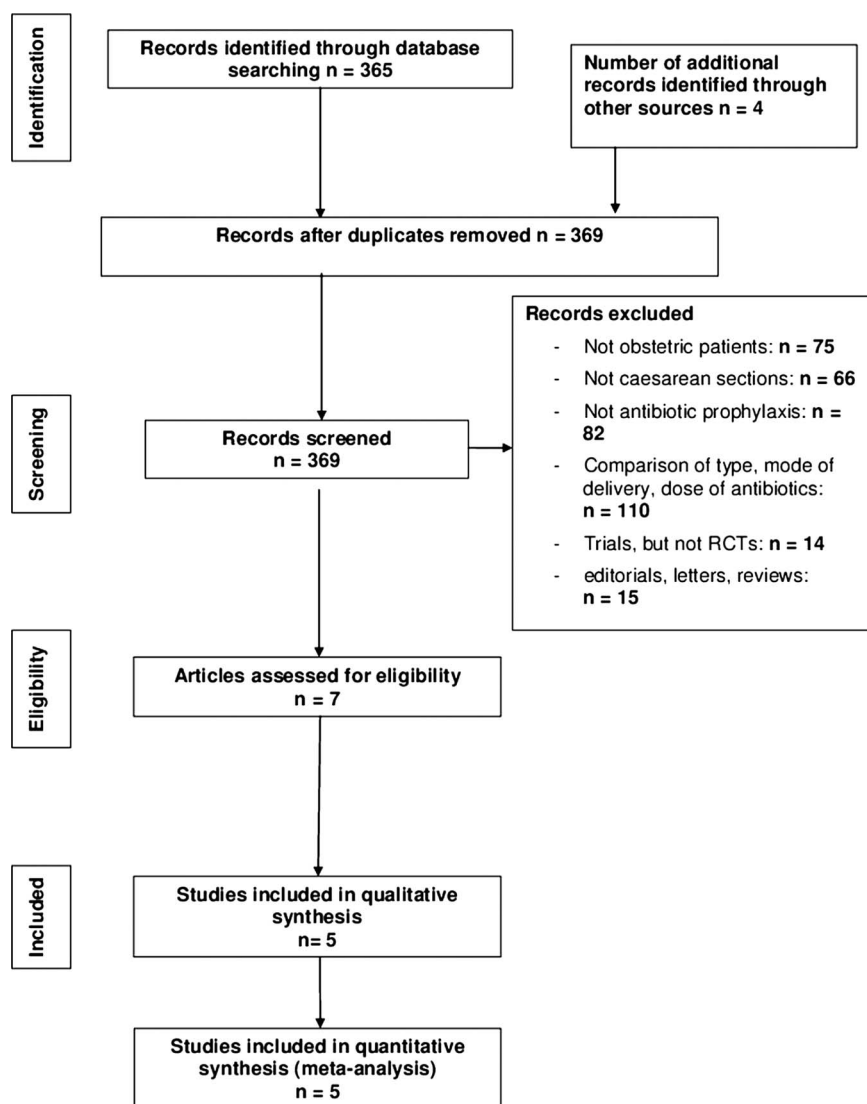 Identification
Records identified through database
searching n = 365
Number of additional
records identified through
other sources n = 4
Records after duplicates removed n = 369
Screening
Records screened
n = 369
Records excluded
- Not obstetric patients: n = 75
- Not caesarean sections: n = 66
- Not antibiotic prophylaxis: n =
82
- Comparison of type, mode of
delivery, dose of antibiotics:
n = 110
- Trials, but not RCTs: n = 14
- editorials, letters, reviews:
n = 15
Eligibility
Articles assessed for eligibility
n = 7
Included
Studies included in qualitative
synthesis
n= 5
Studies included in quantitative
synthesis (meta-analysis)
n = 5